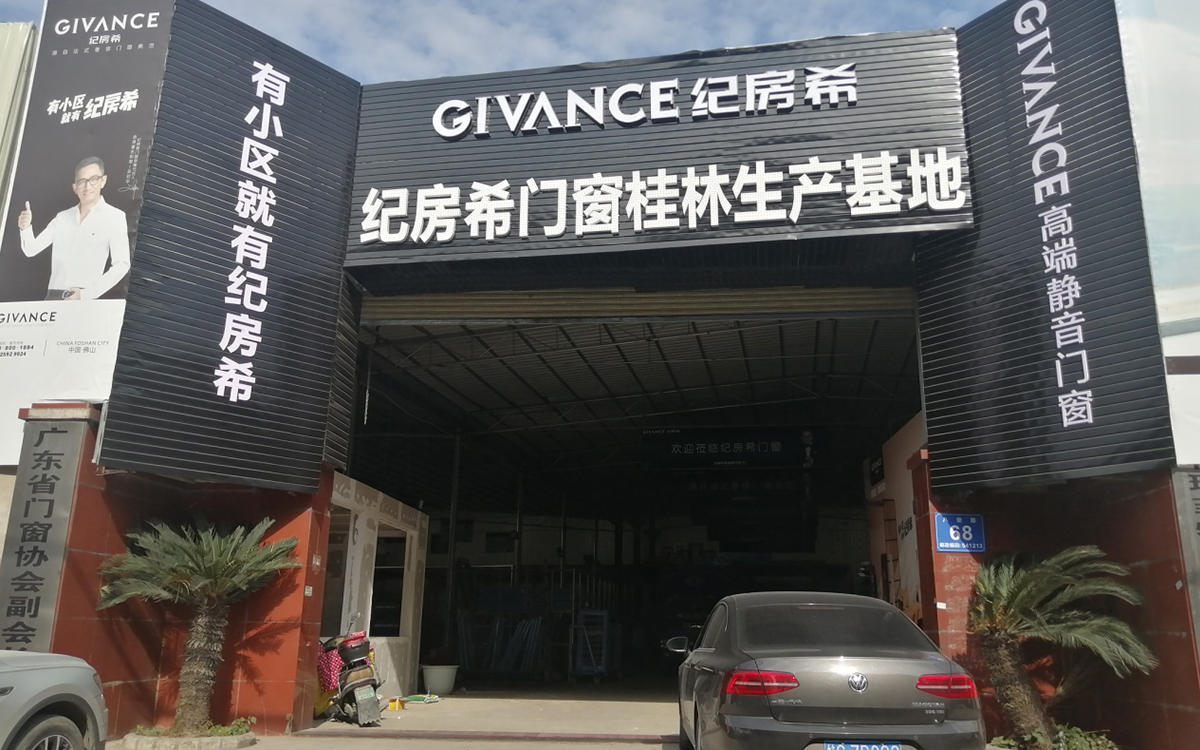 GIVANCE
纪房希
有小区
就有 纪房希
GIVANCE
CHINA FOSHAN CITY
中国·佛山
有小区就有纪房希
GIVANCE 纪房希
纪房希门窗桂林生产基地
GIVANCE高端静音门窗
欢迎莅临纪房希门窗
广东省门窗协会副会
68
541213